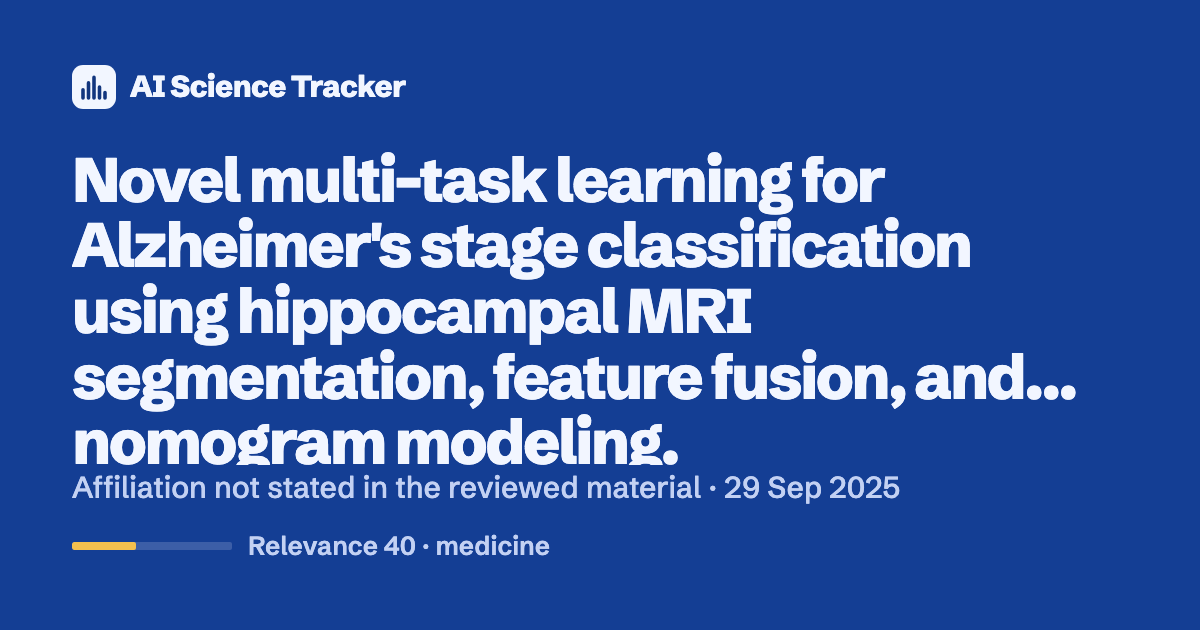 AI Science Tracker
Novel multi-task learning for
Alzheimer's stage classification
using hippocampal MRI
segmentation, feature fusion, and...
nomogram modeling.
Affiliation not stated in the reviewed material · 29 Sep 2025
Relevance 40 · medicine